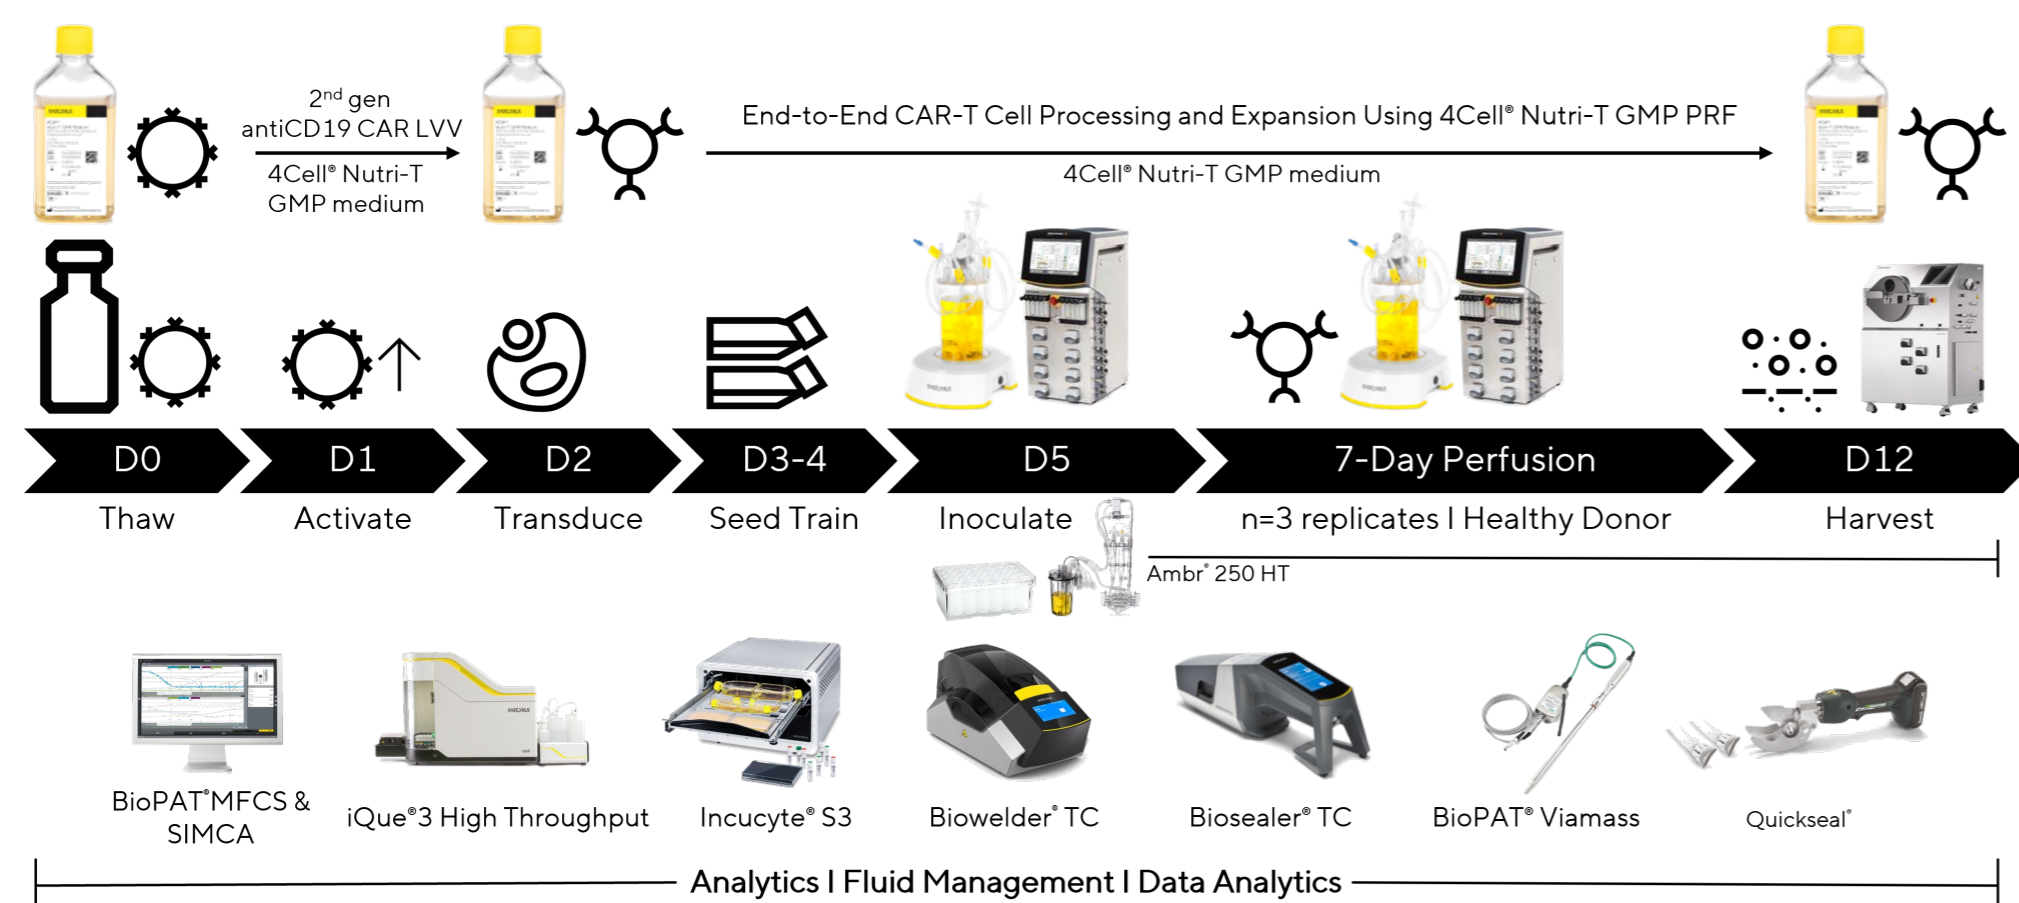 2nd gen
antiCD19 CAR LVV
4Cell® Nutri-T
GMP medium
End-to-End CAR-T Cell Processing and Expansion Using 4Cell® Nutri-T GMP PRF
4Cell® Nutri-T GMP medium
D0
D1
D2
D3-4
D5
7-Day Perfusion
D12
Thaw
Activate
Transduce
Seed Train
Inoculate
n=3 replicates I Healthy Donor
Harvest
Ambr® 250 HT
BioPAT®MFCS &
SIMCA
iQue®3 High Throughput
Incucyte® S3
Biowelder® TC
Biosealer® TC
BioPAT® Viamass
Quickseal®
Analytics I Fluid Management I Data Analytics